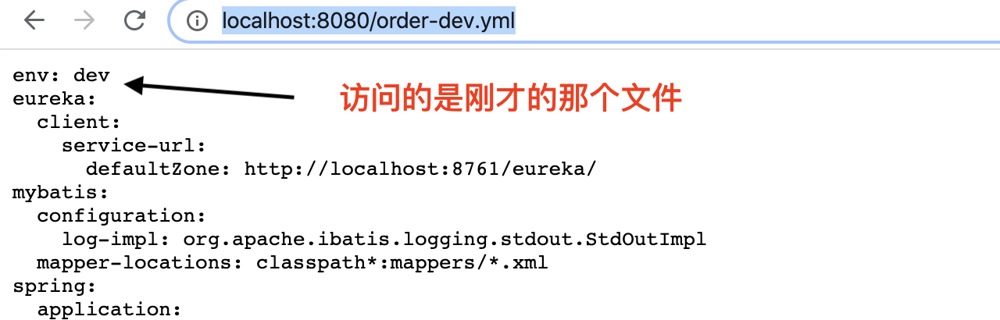 localhost:8080/order-dev.yml
env: dev
访问的是刚才的那个文件
eureka:
  client:
    service-url:
      defaultZone: http://localhost:8761/eureka/
mybatis:
  configuration:
    log-impl: org.apache.ibatis.logging.stdout.StdOutImpl
  mapper-locations: classpath*:mappers/*.xml
spring:
  application: